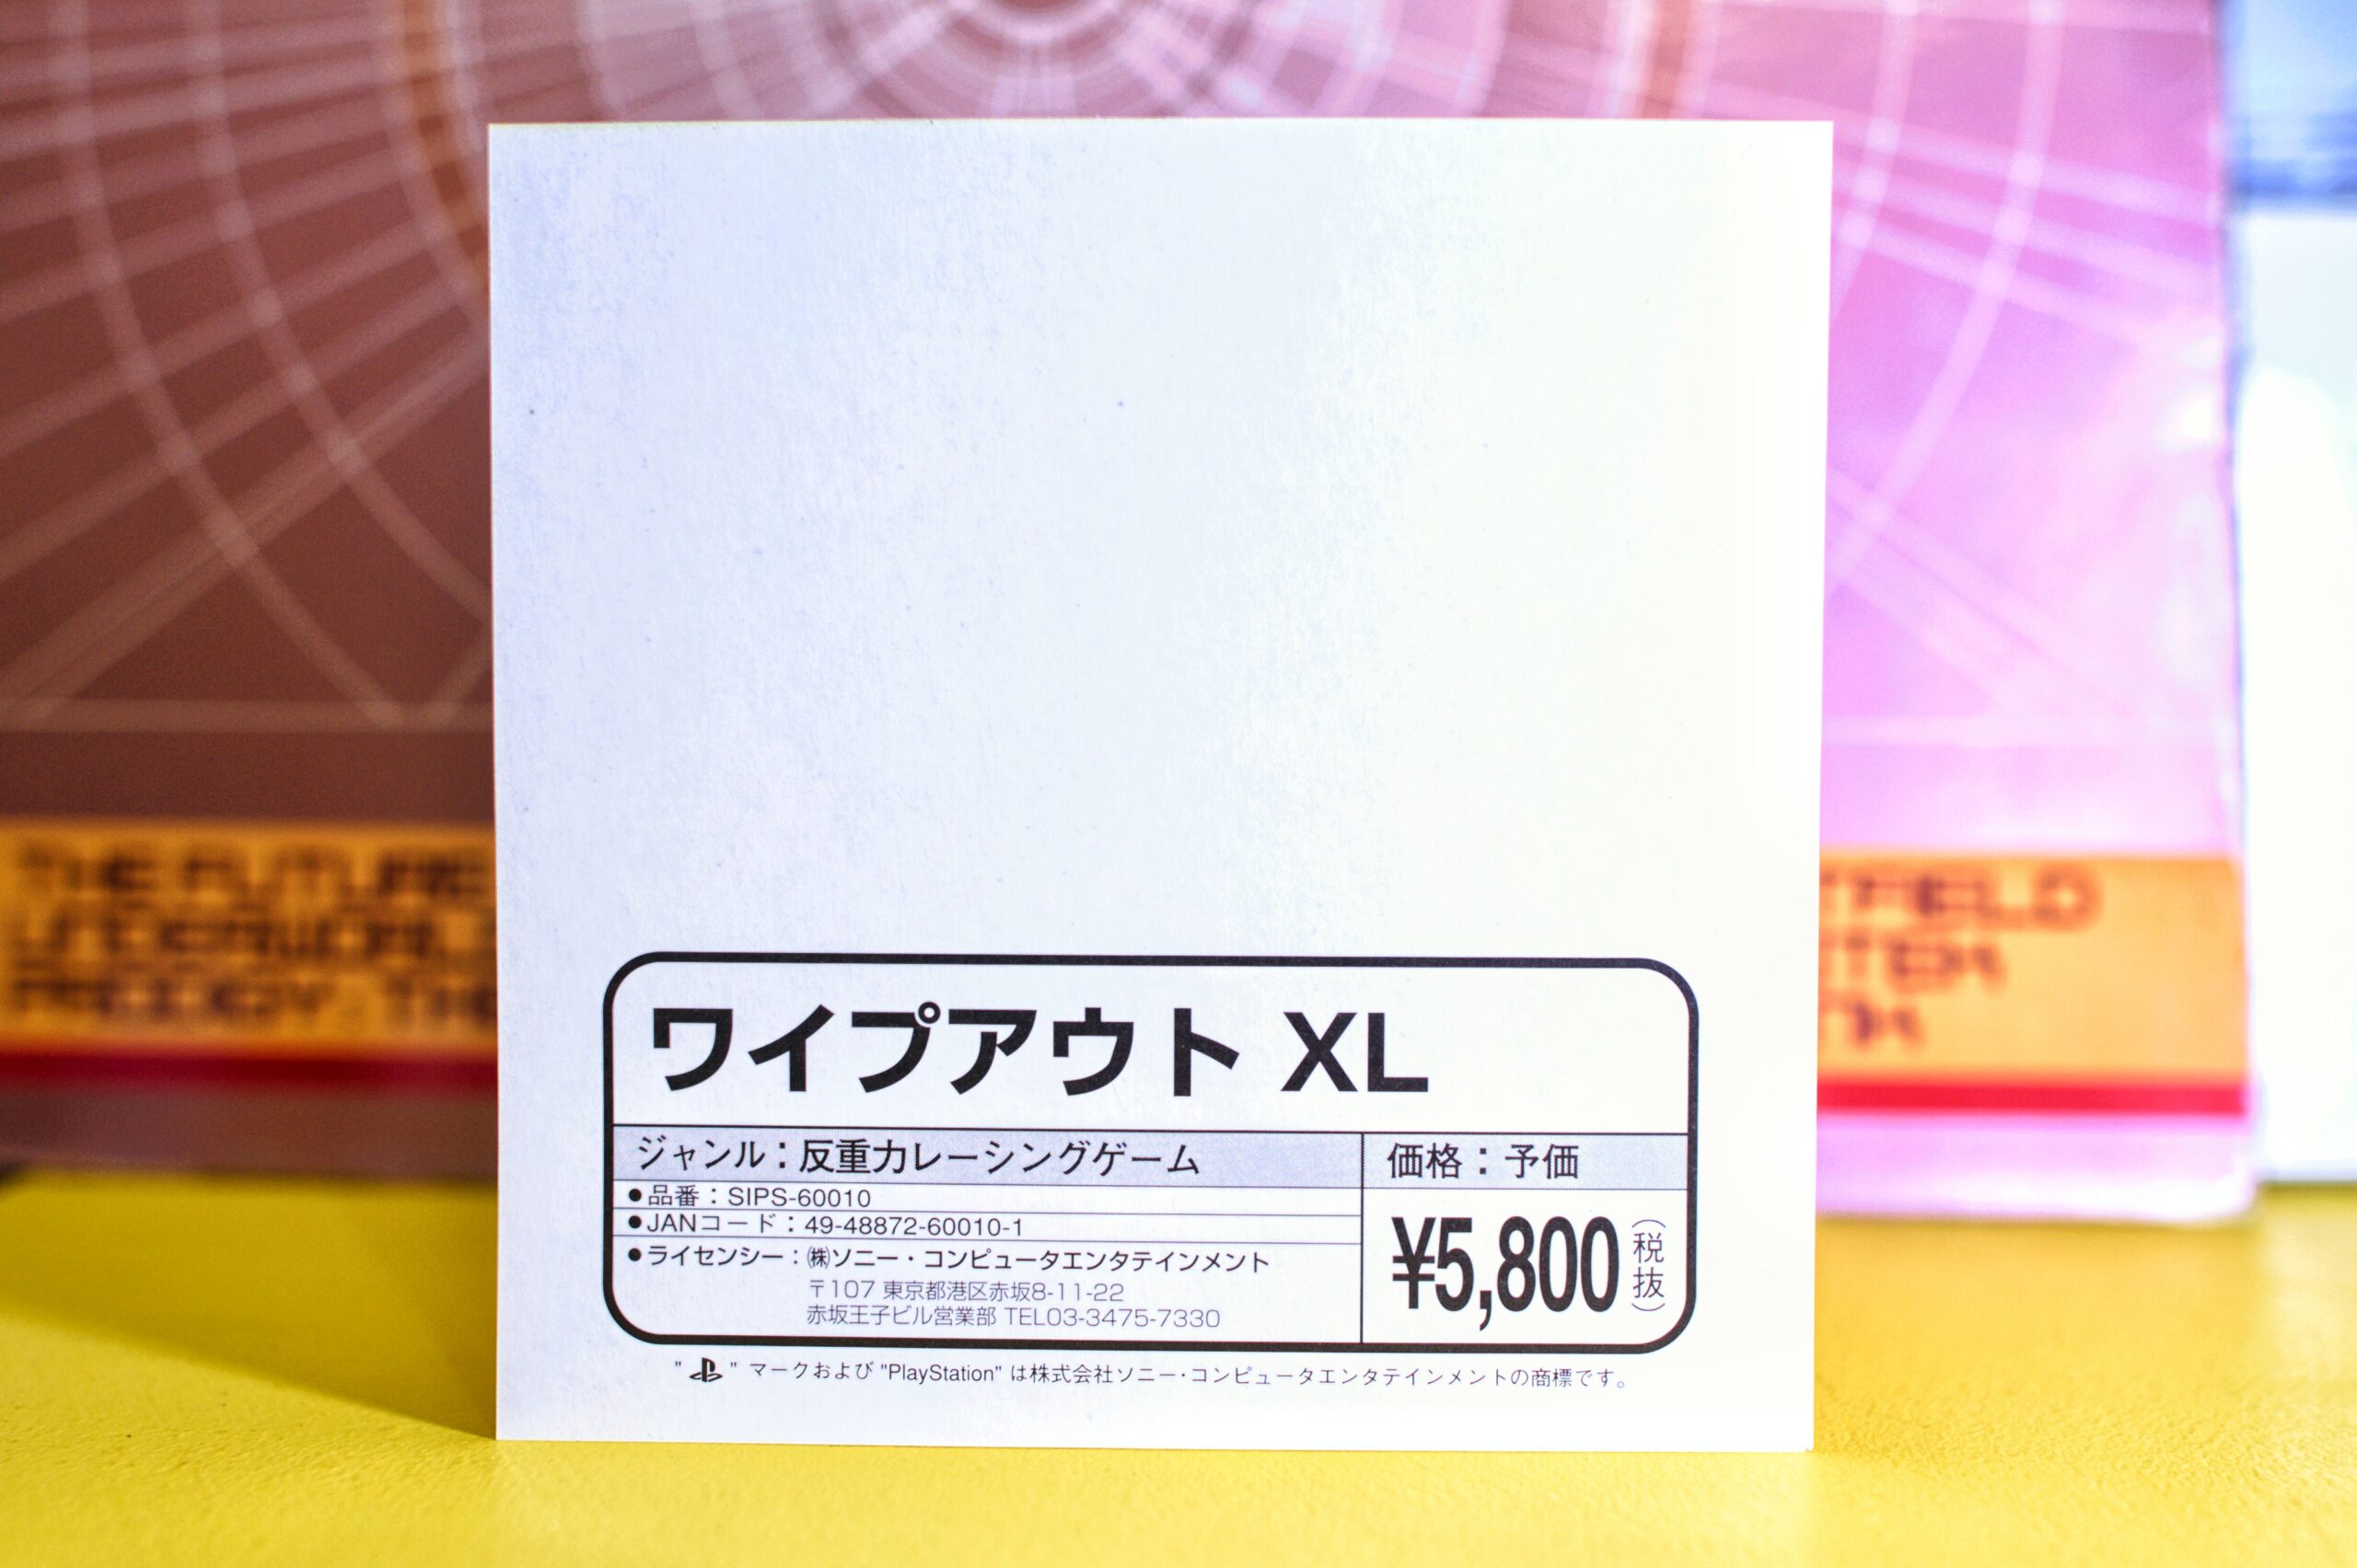 ワイプアウト XL
ジャンル：反重力レーシングゲーム
価格：予価
●品番：SIPS-60010
●JANコード：49-48872-60010-1
●ライセンシー：㈱ソニー・コンピュータエンタテインメント
〒107 東京都港区赤坂8-11-22
赤坂王子ビル営業部 TEL03-3475-7330
¥5,800（税抜）
" " マークおよび "PlayStation" は株式会社ソニー・コンピュータエンタテインメントの商標です。
THE FUTURE